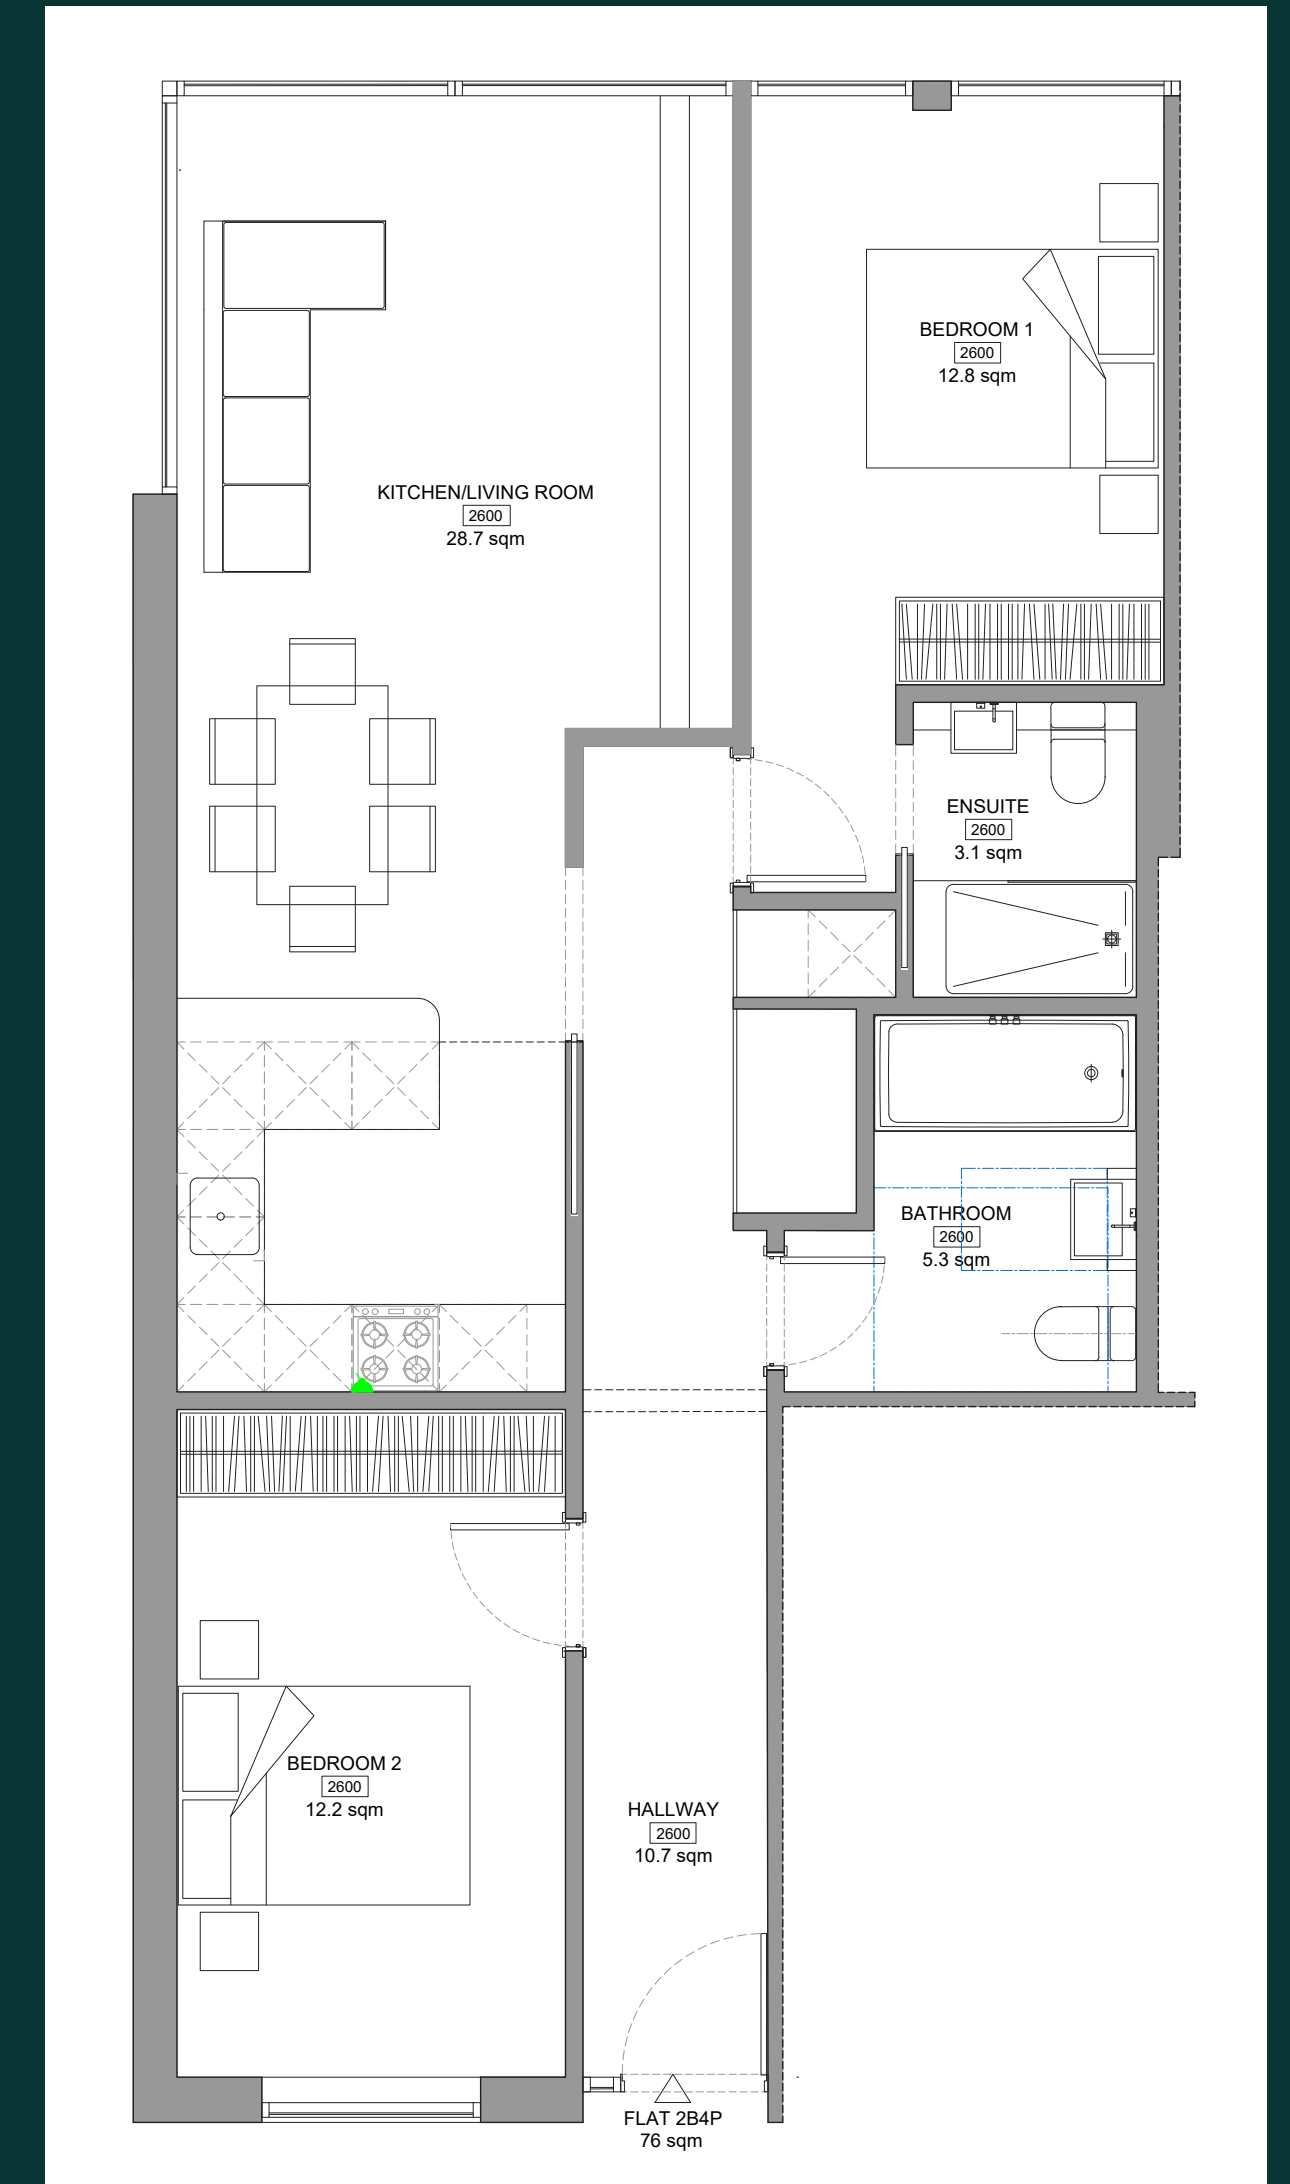 BEDROOM 1
2600
12.8 sqm
KITCHEN/LIVING ROOM
2600
28.7 sqm
ENSUITE
2600
3.1 sqm
BATHROOM
2600
5.3 sqm
BEDROOM 2
2600
12.2 sqm
HALLWAY
2600
10.7 sqm
FLAT 2B4P
76 sqm